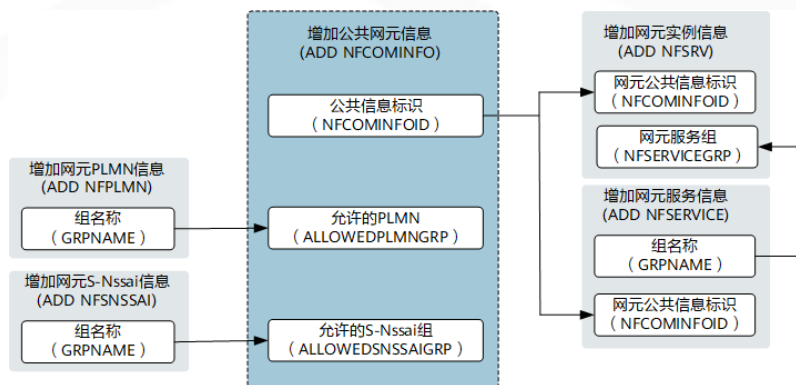 增加公共网元信息
(ADD NFCOMINFO)
公共信息标识
（NFCOMINFOID）
允许的PLMN
（ALLOWEDPLMNGRP）
允许的S-Nssai组
（ALLOWEDSNSSAIGRP）
增加网元PLMN信息
(ADD NFPLMN)
组名称
（GRPNAME）
增加网元S-Nssai信息
(ADD NFSNSSAI)
组名称
（GRPNAME）
增加网元实例信息
(ADD NFSRV)
网元公共信息标识
（NFCOMINFOID）
网元服务组
（NFSERVICEGRP）
增加网元服务信息
(ADD NFSERVICE)
组名称
（GRPNAME）
网元公共信息标识
（NFCOMINFOID）